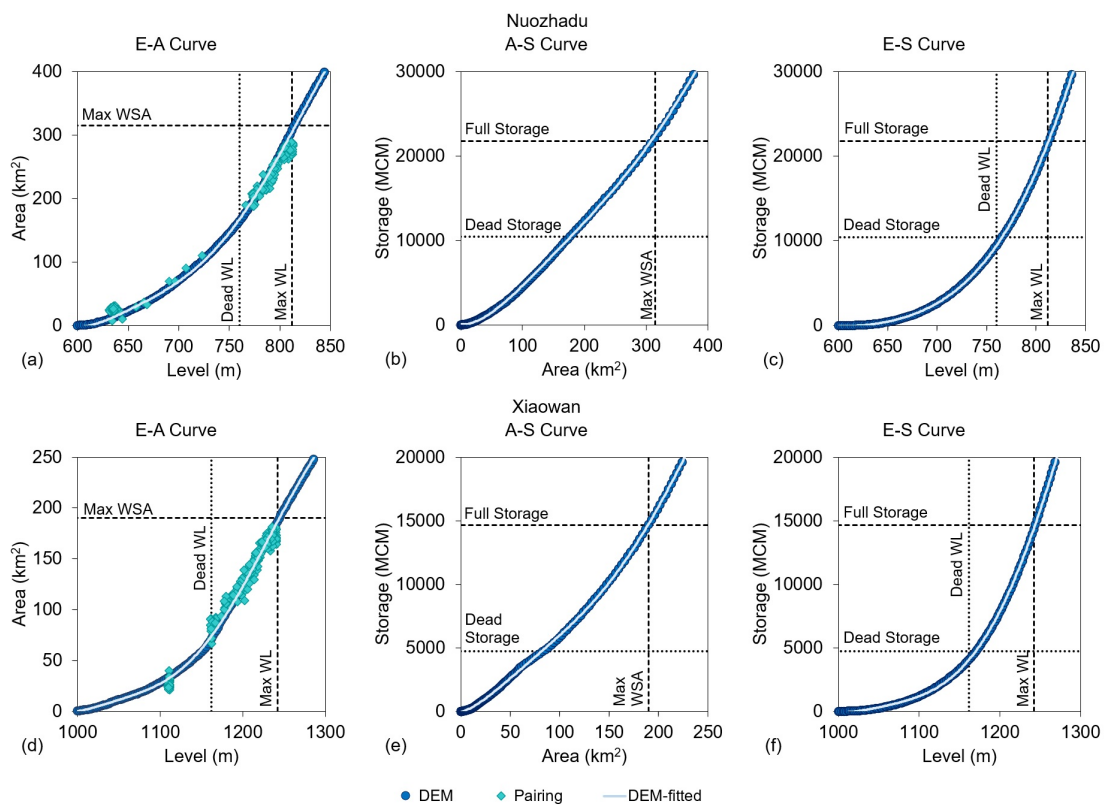 Nuozhadu
E-A Curve
A-S Curve
E-S Curve
400
300
200
100
0
Area (km²)
Max WSA
Dead WL
Max WL
600 650 700 750 800 850
Level (m)
(a)
30000
20000
10000
0
Storage (MCM)
Full Storage
Dead Storage
Max WSA
0 100 200 300 400
Area (km²)
(b)
30000
20000
10000
0
Storage (MCM)
Full Storage
Dead WL
Dead Storage
Max WL
600 650 700 750 800 850
Level (m)
(c)
Xiaowan
E-A Curve
A-S Curve
E-S Curve
250
200
150
100
50
0
Area (km²)
Max WSA
Dead WL
Max WL
1000 1100 1200 1300
Level (m)
(d)
20000
15000
10000
5000
0
Storage (MCM)
Full Storage
Dead
Storage
Max
WSA
0 50 100 150 200 250
Area (km²)
(e)
20000
15000
10000
5000
0
Storage (MCM)
Full Storage
Dead WL
Dead Storage
Max WL
1000 1100 1200 1300
Level (m)
(f)
DEM Pairing DEM-fitted